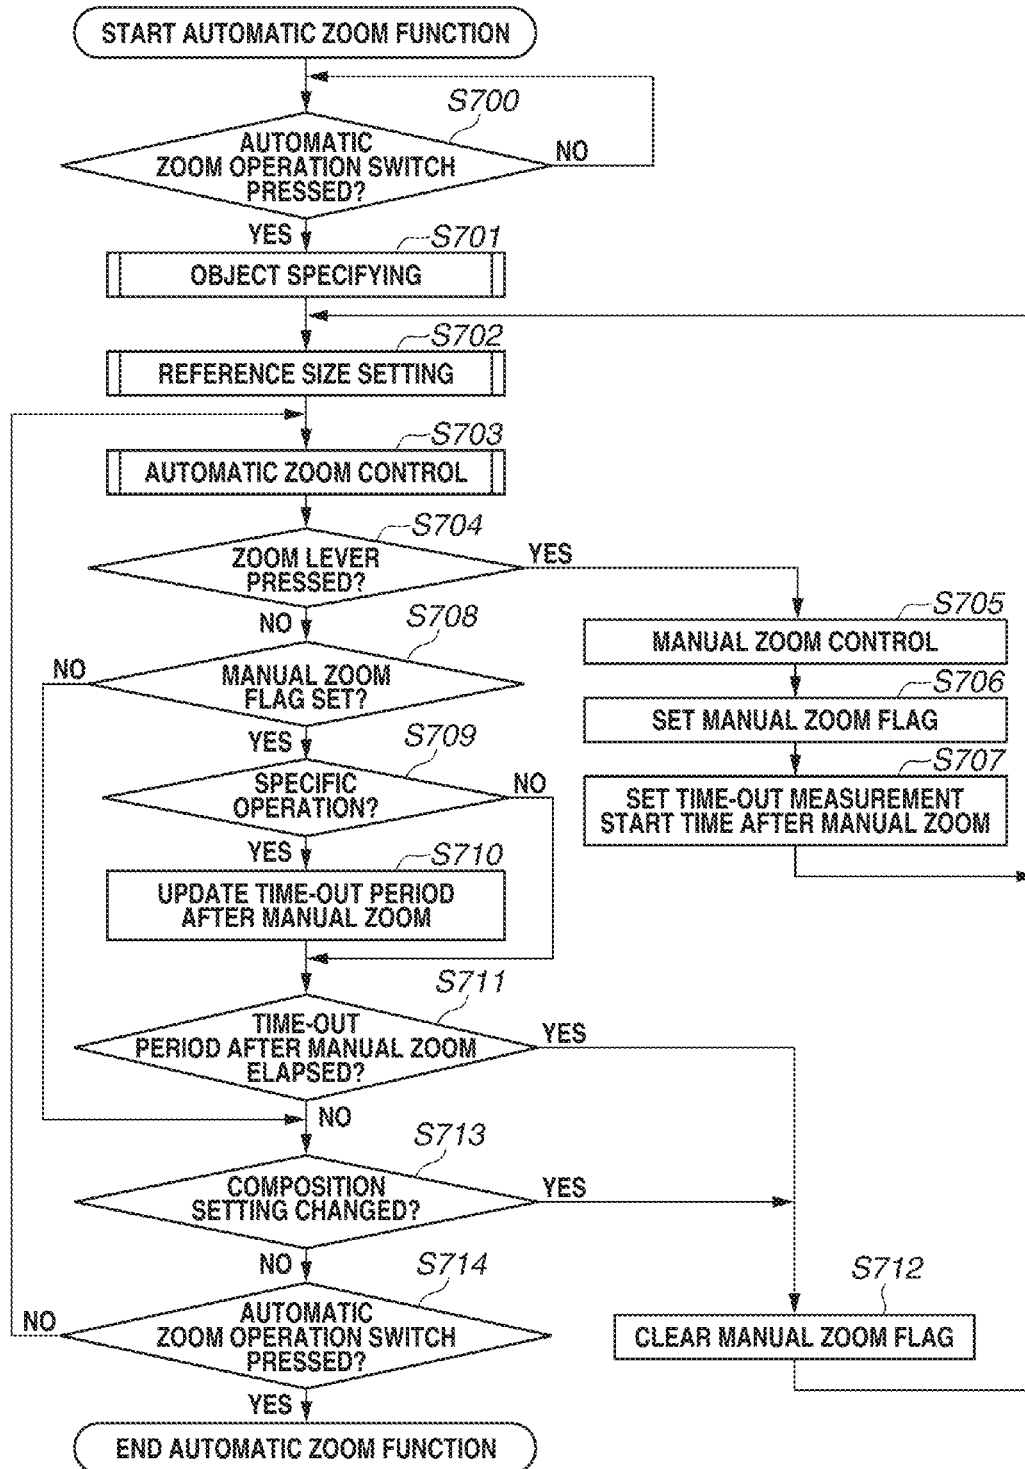 START AUTOMATIC ZOOM FUNCTION
S700
AUTOMATIC
ZOOM OPERATION SWITCH
PRESSED?
NO
YES
S701
OBJECT SPECIFYING
S702
REFERENCE SIZE SETTING
S703
AUTOMATIC ZOOM CONTROL
S704
ZOOM LEVER
PRESSED?
YES
NO
S705
MANUAL ZOOM CONTROL
S706
SET MANUAL ZOOM FLAG
S707
SET TIME-OUT MEASUREMENT
START TIME AFTER MANUAL ZOOM
S708
MANUAL ZOOM
FLAG SET?
NO
YES
S709
SPECIFIC
OPERATION?
NO
YES
S710
UPDATE TIME-OUT PERIOD
AFTER MANUAL ZOOM
S711
TIME-OUT
PERIOD AFTER MANUAL ZOOM
ELAPSED?
YES
NO
S713
COMPOSITION
SETTING CHANGED?
YES
NO
S712
CLEAR MANUAL ZOOM FLAG
S714
AUTOMATIC
ZOOM OPERATION SWITCH
PRESSED?
NO
YES
END AUTOMATIC ZOOM FUNCTION